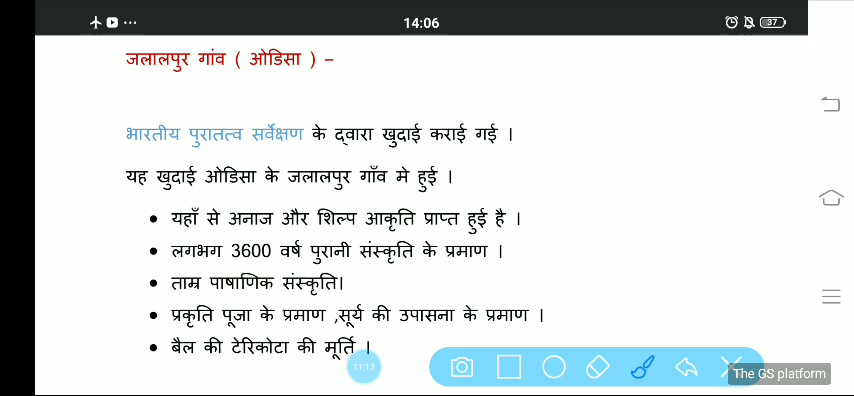 14:06
37
जलालपुर गांव ( ओडिसा ) –
भारतीय पुरातत्व सर्वेक्षण के द्वारा खुदाई कराई गई ।
यह खुदाई ओडिसा के जलालपुर गाँव मे हुई ।
• यहाँ से अनाज और शिल्प आकृति प्राप्त हुई है ।
• लगभग 3600 वर्ष पुरानी संस्कृति के प्रमाण ।
• ताम्र पाषाणिक संस्कृति।
• प्रकृति पूजा के प्रमाण ,सूर्य की उपासना के प्रमाण ।
• बैल की टेरिकोटा की मूर्ति ।
11:13
The GS platform